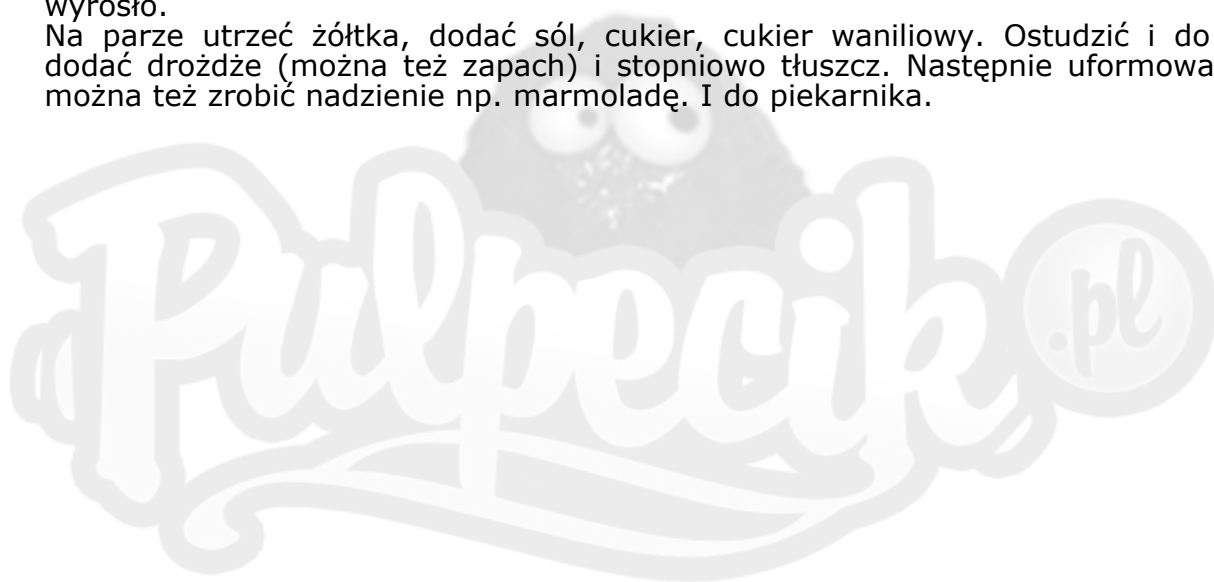 wyrosło.
Na parze utrzeć żółtka, dodać sól, cukier, cukier waniliowy. Ostudzić i do
dodać drożdże (można też zapach) i stopniowo tłuszcz. Następnie uformowa
można też zrobić nadzienie np. marmoladę. I do piekarnika.
Pulpecik.pl